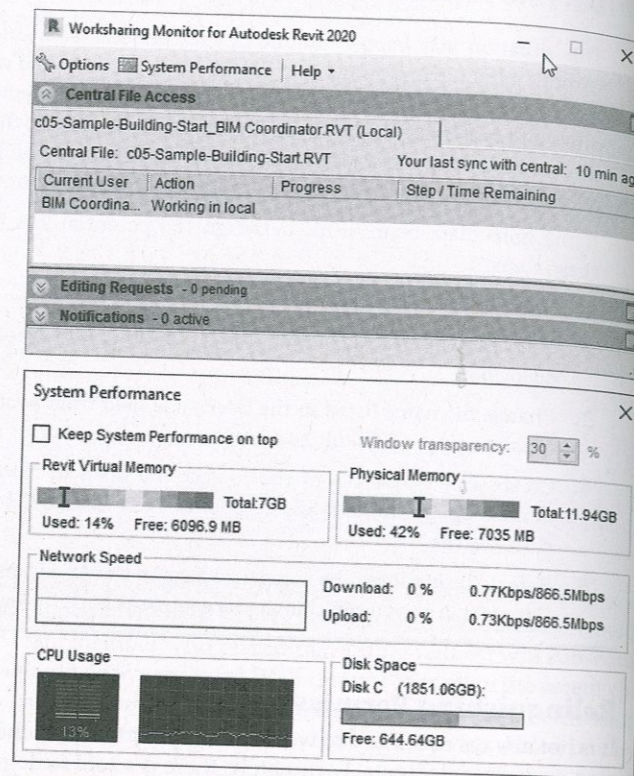 R Worksharing Monitor for Autodesk Revit 2020
Options System Performance Help
Central File Access
c05-Sample-Building-Start_BIM Coordinator.RVT (Local)
Central File: c05-Sample-Building-Start.RVT Your last sync with central: 10 min ag
Current User Action Progress Step / Time Remaining
BIM Coordina... Working in local
Editing Requests - 0 pending
Notifications - 0 active
System Performance
Keep System Performance on top Window transparency: 30 %
Revit Virtual Memory Physical Memory
Total:7GB Total:11.94GB
Used: 14% Free: 6096.9 MB Used: 42% Free: 7035 MB
Network Speed
Download: 0 % 0.77Kbps/866.5Mbps
Upload: 0 % 0.73Kbps/866.5Mbps
CPU Usage Disk Space
Disk C (1851.06GB):
13% Free: 644.64GB